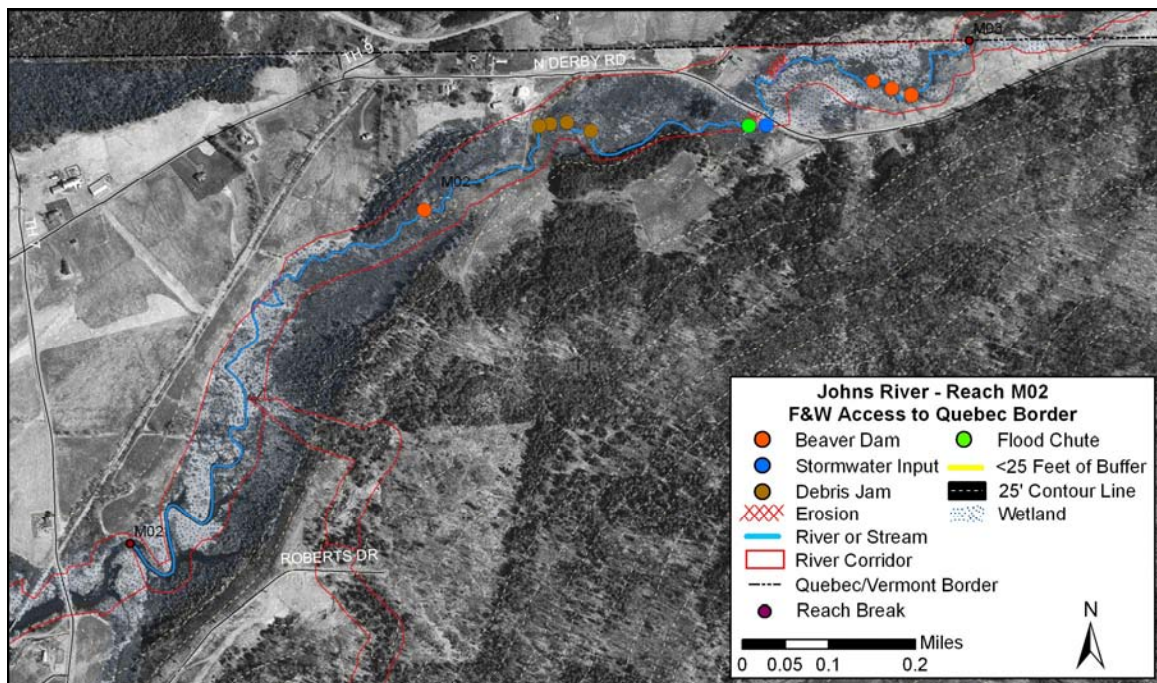 M03
TH 9
N DERBY RD
M02
TH 7
M02
ROBERTS DR
Johns River - Reach M02
F&W Access to Quebec Border
Beaver Dam
Stormwater Input
Debris Jam
Erosion
River or Stream
River Corridor
Quebec/Vermont Border
Reach Break
Flood Chute
<25 Feet of Buffer
25' Contour Line
Wetland
N
Miles
0 0.05 0.1 0.2